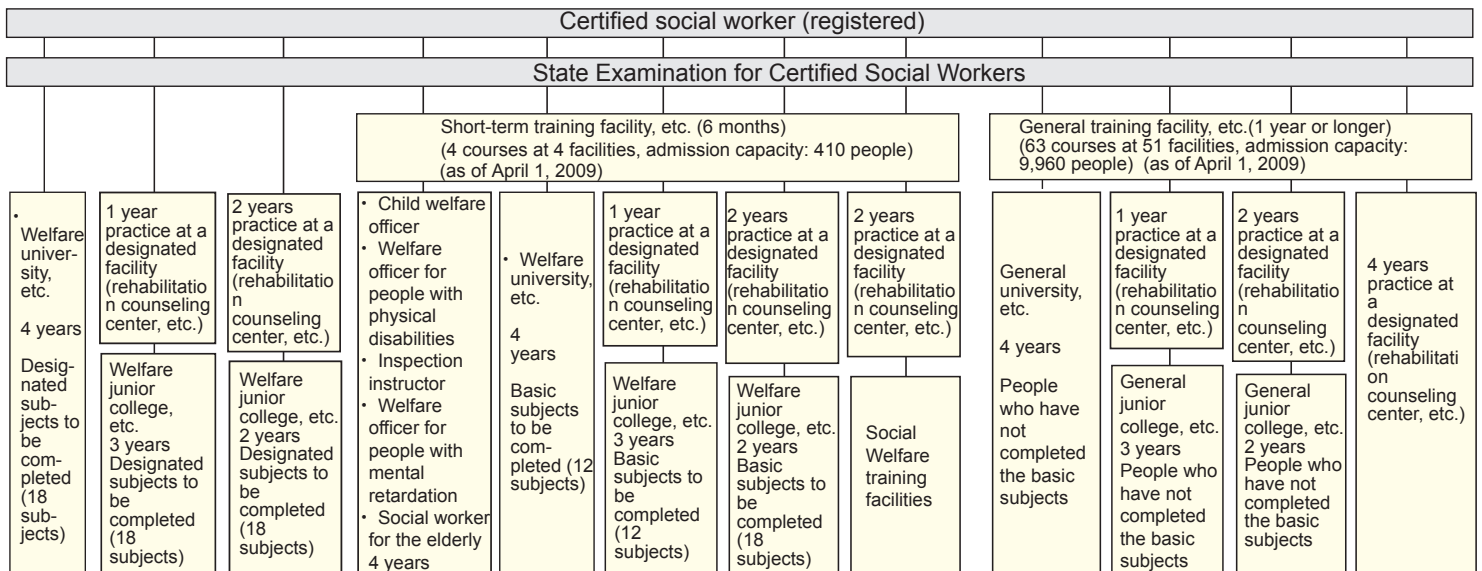 Certified social worker (registered)
State Examination for Certified Social Workers
Short-term training facility, etc. (6 months)
(4 courses at 4 facilities, admission capacity: 410 people)
(as of April 1, 2009)
General training facility, etc.(1 year or longer)
(63 courses at 51 facilities, admission capacity:
9,960 people) (as of April 1, 2009)
・
Welfare
univer-
sity,
etc.
4 years
Desig-
nated
sub-
jects to
be
com-
pleted
(18
sub-
jects)
1 year
practice at a
designated
facility
(rehabilitatio
n counseling
center, etc.)
Welfare
junior
college,
etc.
3 years
Designated
subjects to
be
completed
(18
subjects)
2 years
practice at a
designated
facility
(rehabilitatio
n
counseling
center, etc.)
Welfare
junior
college, etc.
2 years
Designated
subjects to
be
completed
(18
subjects)
・ Child welfare
officer
・ Welfare
officer for
people with
physical
disabilities
・ Inspection
instructor
・ Welfare
officer for
people with
mental
retardation
・ Social worker
for the elderly
4 years
・ Welfare
university,
etc.
4
years
Basic
subjects
to be
com-
pleted (12
subjects)
1 year
practice at a
designated
facility
(rehabilitatio
n counseling
center, etc.)
Welfare
junior
college, etc.
3 years
Basic
subjects to
be
completed
(12
subjects)
2 years
practice at a
designated
facility
(rehabilitatio
n counseling
center, etc.)
Welfare
junior
college, etc.
2 years
Basic
subjects to
be
completed
(18
subjects)
2 years
practice at a
designated
facility
(rehabilitatio
n counseling
center, etc.)
Social
Welfare
training
facilities
General
university,
etc.
4 years
People
who have
not
completed
the basic
subjects
1 year
practice at a
designated
facility
(rehabilitatio
n counseling
center, etc.)
General
junior
college, etc.
3 years
People who
have not
completed
the basic
subjects
2 years
practice at a
designated
facility
(rehabilitatio
n
counseling
center, etc.)
General
junior
college, etc.
2 years
People who
have not
completed
the basic
subjects
4 years
practice at
a
designated
facility
(rehabilitati
on
counseling
center, etc.)